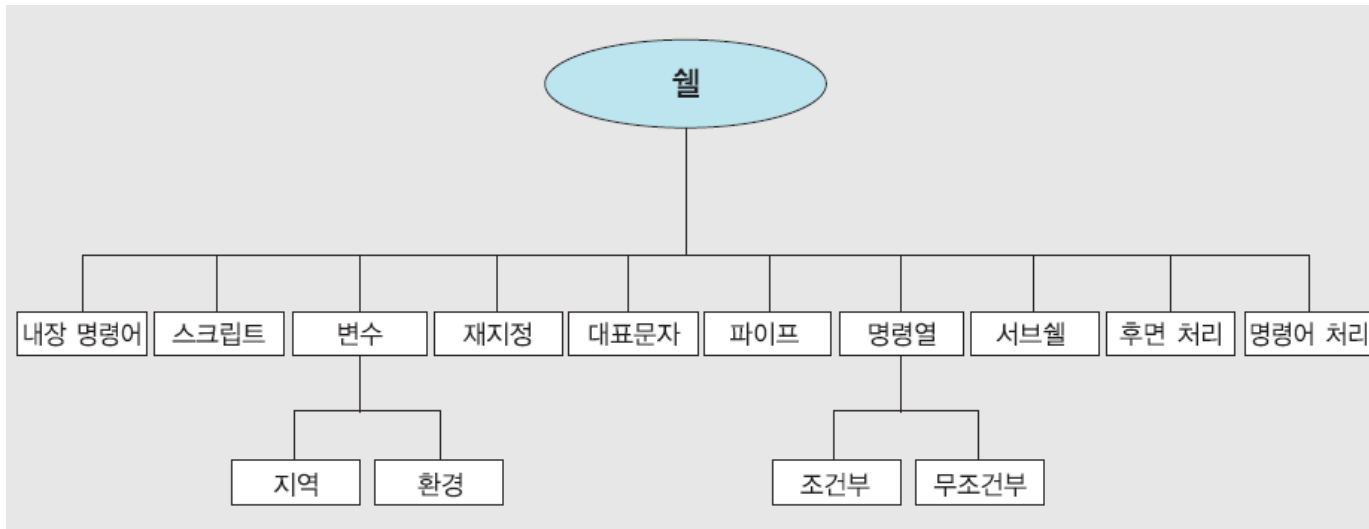 쉘
내장 명령어
스크립트
변수
재지정
대표문자
파이프
명령열
서브쉘
후면 처리
명령어 처리
지역
환경
조건부
무조건부